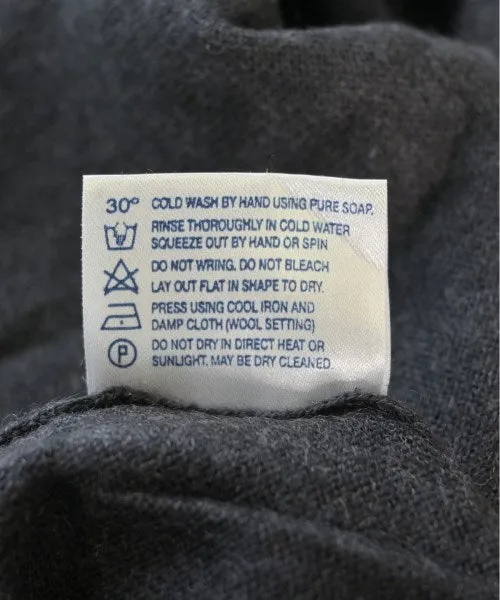 30° COLD WASH BY HAND USING PURE SOAP.
RINSE THOROUGHLY IN COLD WATER
SQUEEZE OUT BY HAND OR SPIN
DO NOT WRING. DO NOT BLEACH
LAY OUT FLAT IN SHAPE TO DRY.
PRESS USING COOL IRON AND
DAMP CLOTH (WOOL SETTING)
DO NOT DRY IN DIRECT HEAT OR
P
SUNLIGHT. MAY BE DRY CLEANED.